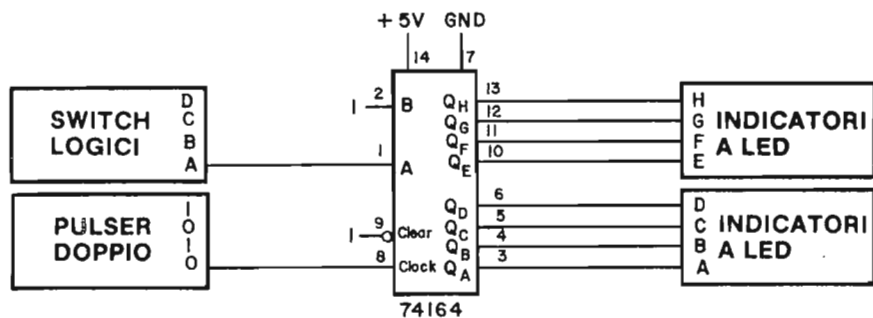 +5V GND
14 7
SWITCH LOGICI
D
C
B
A
PULSER DOPPIO
1
0
1
0
1 2 B
1 A
1 9 Clear
8 Clock
QH 13
QG 12
QF 11
QE 10
QD 6
QC 5
QB 4
QA 3
74164
H
G
F
E
INDICATORI A LED
D
C
B
A
INDICATORI A LED